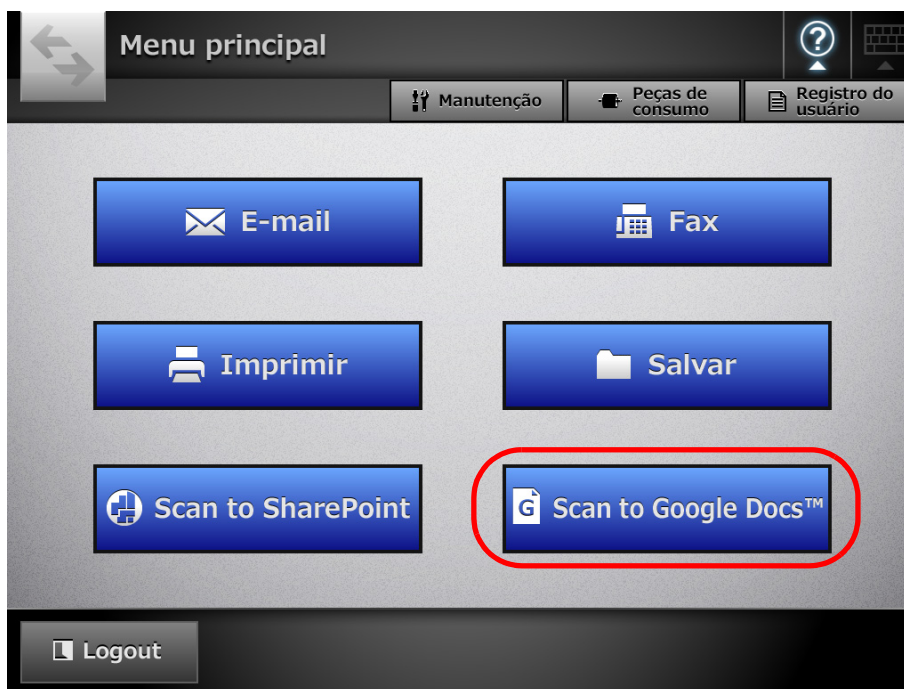 Menu principal
?
Manutenção
Peças de
consumo
Registro do
usuário
E-mail
Fax
Imprimir
Salvar
Scan to SharePoint
G Scan to Google Docs™
Logout